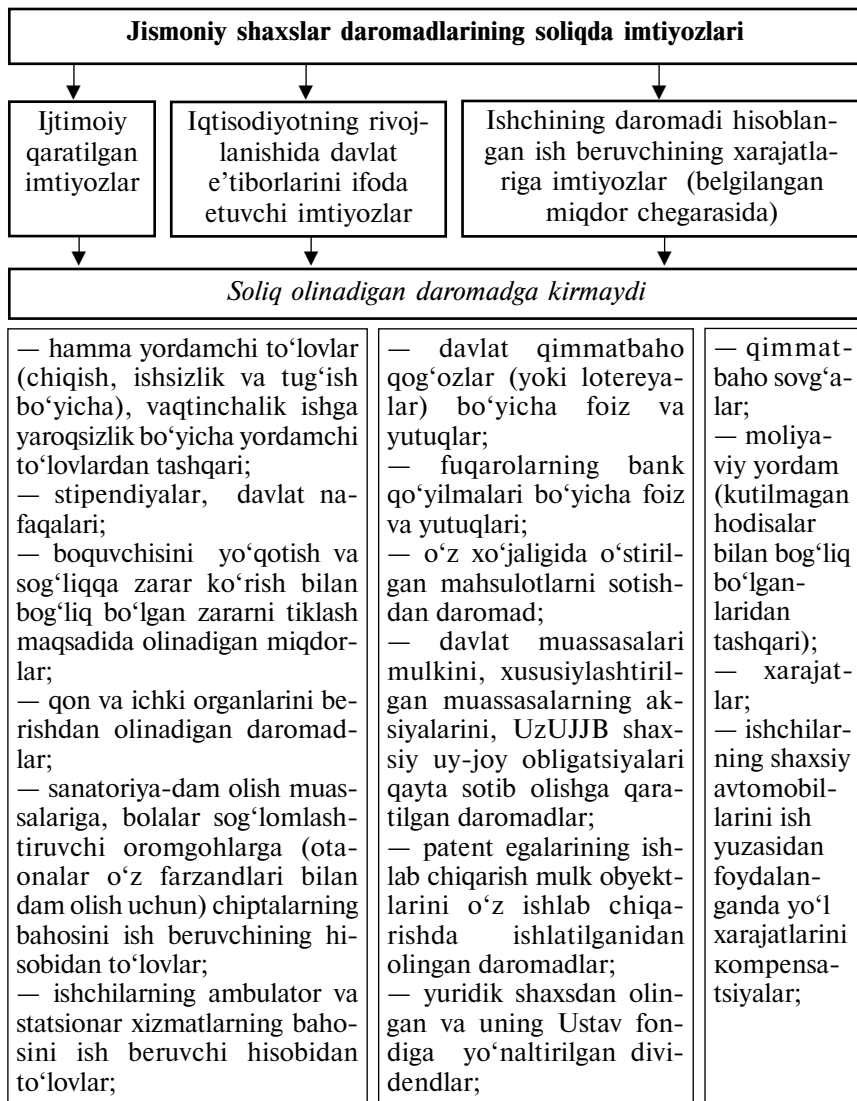 Jismoniy shaxslar daromadlarining soliqda imtiyozlari
Ijtimoiy
qaratilgan
imtiyozlar
Iqtisodiyotning rivoj-
lanishida davlat
e’tiborlarini ifoda
etuvchi imtiyozlar
Ishchining daromadi hisoblan-
gan ish beruvchining xarajatla-
riga imtiyozlar (belgilangan
miqdor chegarasida)
Soliq olinadigan daromadga kirmaydi
— hamma yordamchi to‘lovlar
(chiqish, ishsizlik va tug‘ish
bo‘yicha), vaqtinchalik ishga
yaroqsizlik bo‘yicha yordamchi
to‘lovlardan tashqari;
— stipendiyalar, davlat na-
faqalari;
— boquvchisini yo‘qotish va
sog‘liqqa zarar ko‘rish bilan
bog‘liq bo‘lgan zararni tiklash
maqsadida olinadigan miqdor-
lar;
— qon va ichki organlarini be-
rishdan olinadigan daromad-
lar;
— sanatoriya-dam olish muas-
salariga, bolalar sog‘lomlash-
tiruvchi oromgohlarga (ota-
onalar o‘z farzandlari bilan
dam olish uchun) chiptalarning
bahosini ish beruvchining hi-
sobidan to‘lovlar;
— ishchilarning ambulator va
statsionar xizmatlarning baho-
sini ish beruvchi hisobidan
to‘lovlar;
— davlat qimmatbaho
qog‘ozlar (yoki lotereya-
lar) bo‘yicha foiz va
yutuqlar;
— fuqarolarning bank
qo‘yilmalari bo‘yicha foiz
va yutuqlari;
— o‘z xo‘jaligida o‘stiril-
gan mahsulotlarni sotish-
dan daromad;
— davlat muassasalari
mulkini, xususiylashtiril-
gan muassasalarning ak-
siyalarini, UzUJJB shax-
siy uy-joy obligatsiyalari
qayta sotib olishga qara-
tilgan daromadlar;
— patent egalarining ish-
lab chiqarish mulk obyekt-
larini o‘z ishlab chiqa-
rishda ishlatilganidan
olingan daromadlar;
— yuridik shaxsdan olin-
gan va uning Ustav fon-
diga yo‘naltirilgan divi-
dendlar;
— qimmat-
baho sovg‘a-
lar;
— moliya-
viy yordam
(kutilmagan
hodisalar
bilan bog‘liq
bo‘lgan-
laridan
tashqari);
— xarajat-
lar;
— ishchilar-
ning shaxsiy
avtomobil-
larini ish
yuzasidan
foydalan-
ganda yo‘l
xarajatlarini
кompensa-
tsiyalar;